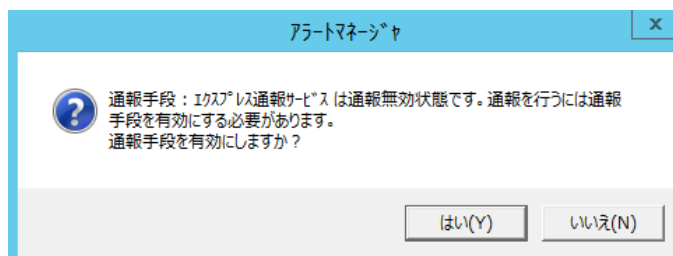 ｱﾗｰﾄﾏﾈｰｼﾞｬ
x
通報手段：ｴｸｽﾌﾟﾚｽ通報ｻｰﾋﾞｽ は通報無効状態です。通報を行うには通報
手段を有効にする必要があります。
通報手段を有効にしますか？
はい(Y) いいえ(N)